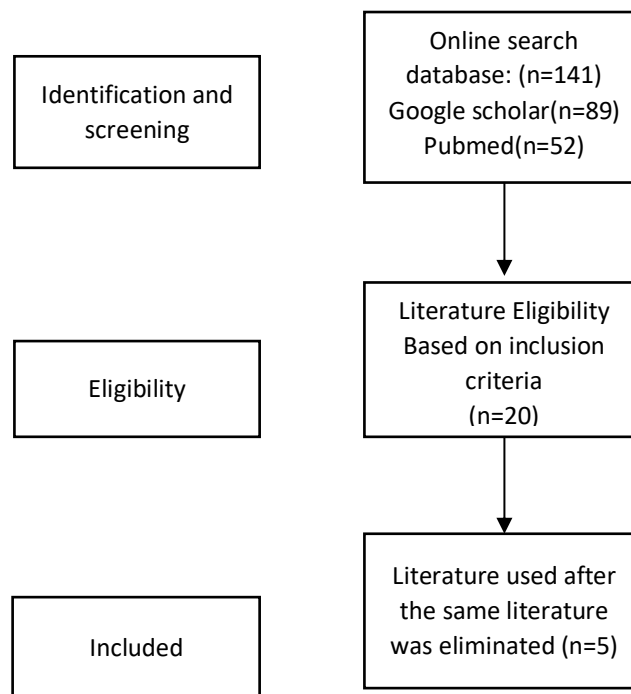 Identification and
screening
Online search
database: (n=141)
Google scholar(n=89)
Pubmed(n=52)
Eligibility
Literature Eligibility
Based on inclusion
criteria
(n=20)
Included
Literature used after
the same literature
was eliminated (n=5)